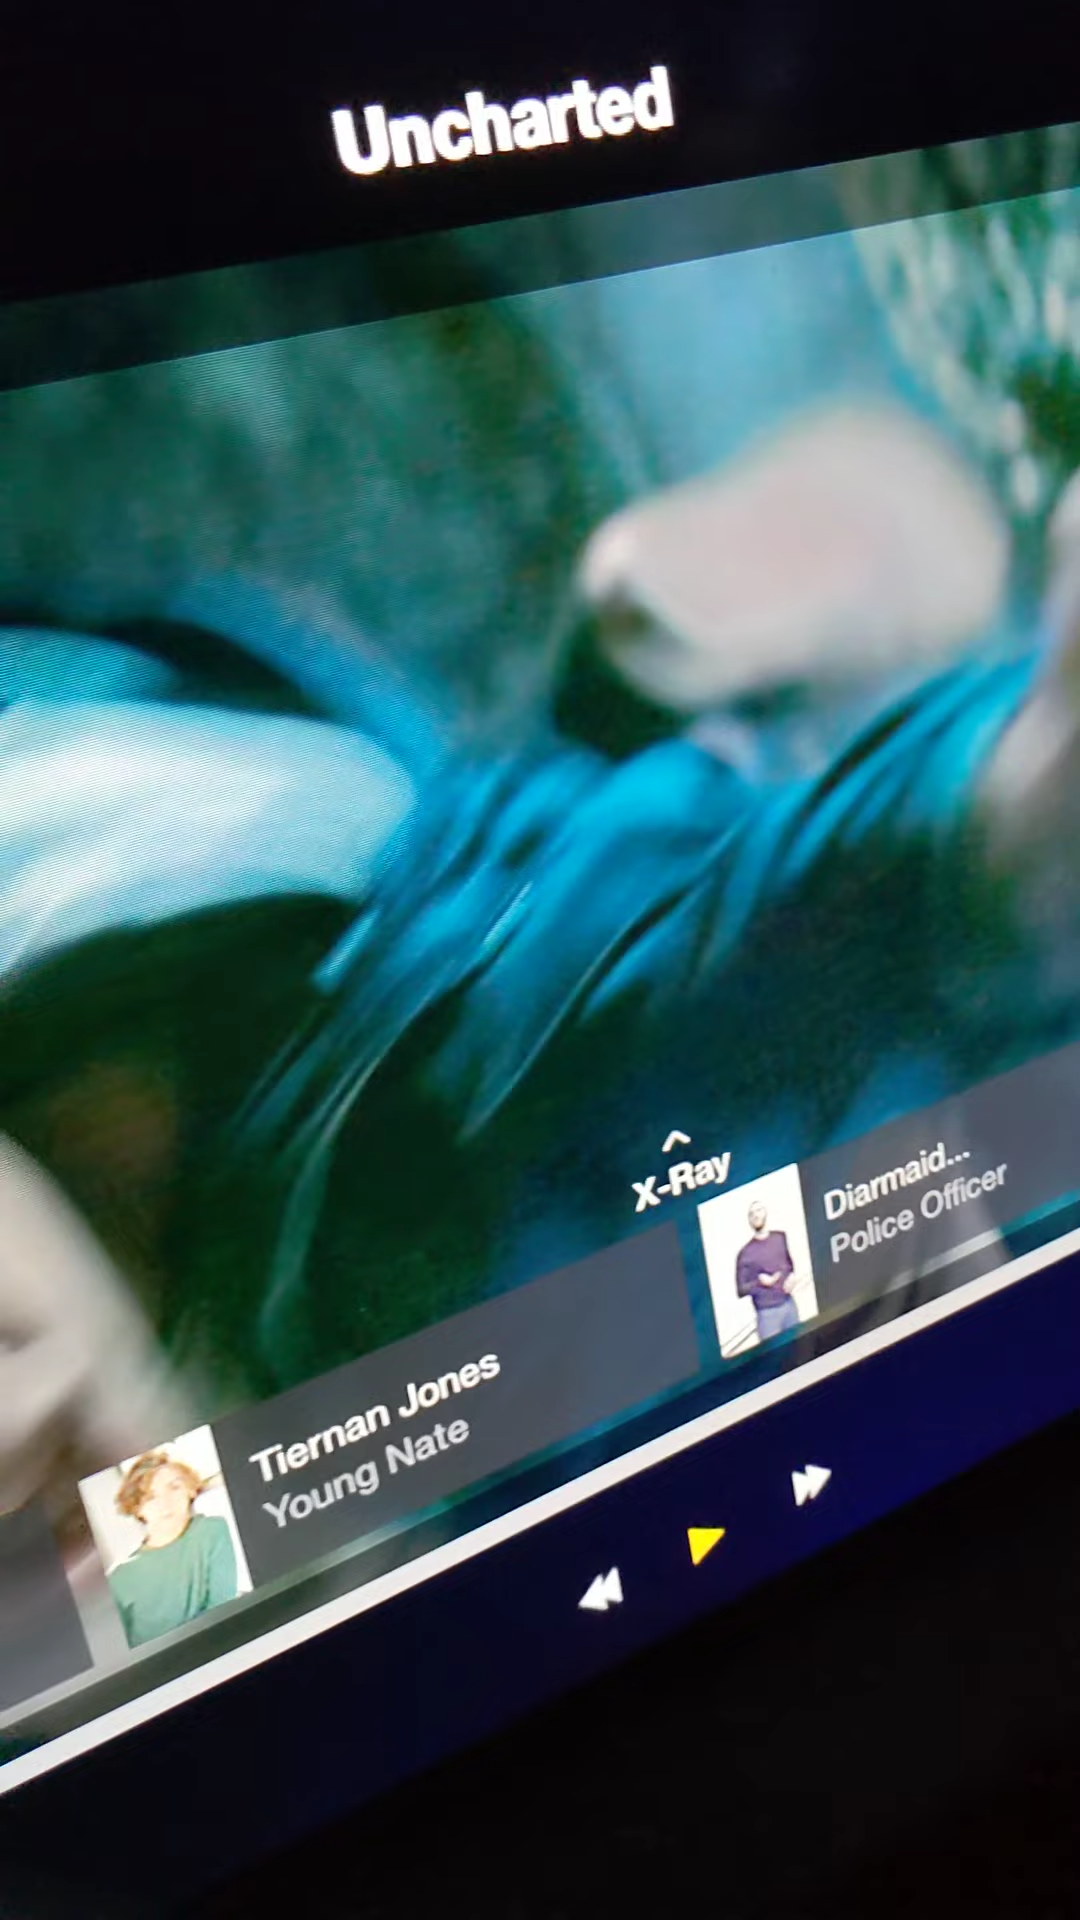 Uncharted
X-Ray
Diarmaid...
Police Officer
Tiernan Jones
Young Nate